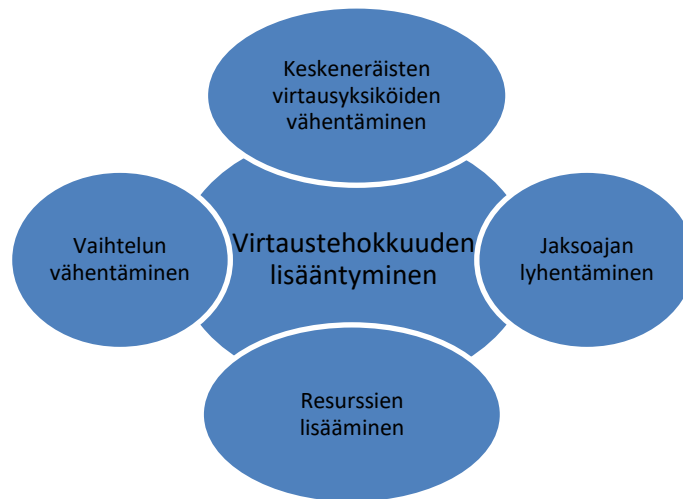 Keskeneräisten
virtausyksiköiden
vähentäminen
Vaihtelun
vähentäminen
Virtaustehokkuuden
lisääntyminen
Jaksoajan
lyhentäminen
Resurssien
lisääminen